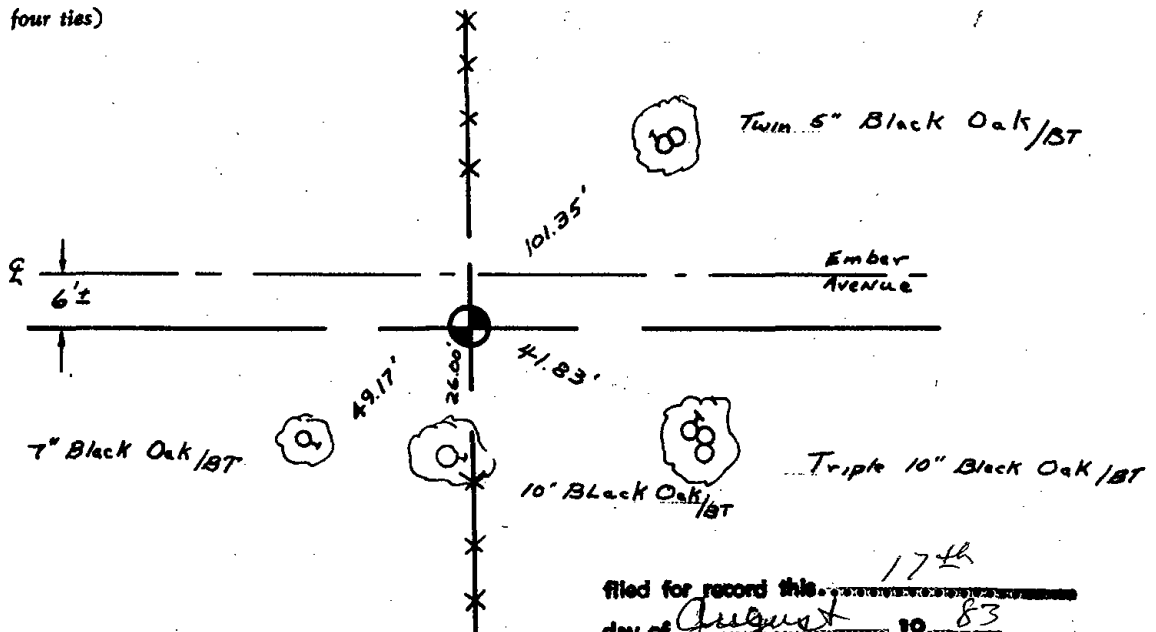 four ties)
Twin 5" Black Oak/BT
101.35'
℄
Ember
Avenue
6'±
49.17'
26.00'
41.83'
7" Black Oak/BT
10" Black Oak/BT
Triple 10" Black Oak/BT
filed for record this 17th
day of August 19 83